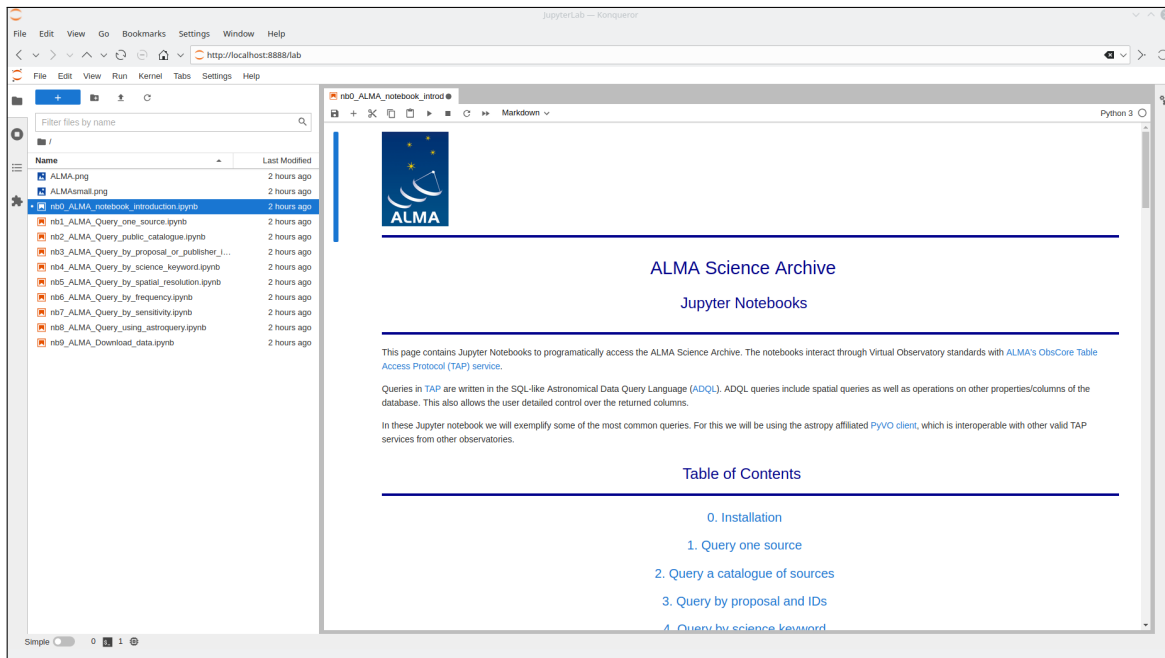 JupyterLab — Konqueror
File Edit View Go Bookmarks Settings Window Help
http://localhost:8888/lab
File Edit View Run Kernel Tabs Settings Help
Filter files by name
/
Name Last Modified
ALMA.png 2 hours ago
ALMAsmall.png 2 hours ago
nb0_ALMA_notebook_introduction.ipynb 2 hours ago
nb1_ALMA_Query_one_source.ipynb 2 hours ago
nb2_ALMA_Query_public_catalogue.ipynb 2 hours ago
nb3_ALMA_Query_by_proposal_or_publisher_i... 2 hours ago
nb4_ALMA_Query_by_science_keyword.ipynb 2 hours ago
nb5_ALMA_Query_by_spatial_resolution.ipynb 2 hours ago
nb6_ALMA_Query_by_frequency.ipynb 2 hours ago
nb7_ALMA_Query_by_sensitivity.ipynb 2 hours ago
nb8_ALMA_Query_using_astroquery.ipynb 2 hours ago
nb9_ALMA_Download_data.ipynb 2 hours ago
nb0_ALMA_notebook_introd
Markdown Python 3
ALMA
ALMA Science Archive
Jupyter Notebooks
This page contains Jupyter Notebooks to programatically access the ALMA Science Archive. The notebooks interact through Virtual Observatory standards with ALMA's ObsCore Table
Access Protocol (TAP) service.
Queries in TAP are written in the SQL-like Astronomical Data Query Language (ADQL). ADQL queries include spatial queries as well as operations on other properties/columns of the
database. This also allows the user detailed control over the returned columns.
In these Jupyter notebook we will exemplify some of the most common queries. For this we will be using the astropy affiliated PyVO client, which is interoperable with other valid TAP
services from other observatories.
Table of Contents
0. Installation
1. Query one source
2. Query a catalogue of sources
3. Query by proposal and IDs
4. Query by science keyword
Simple 0 1